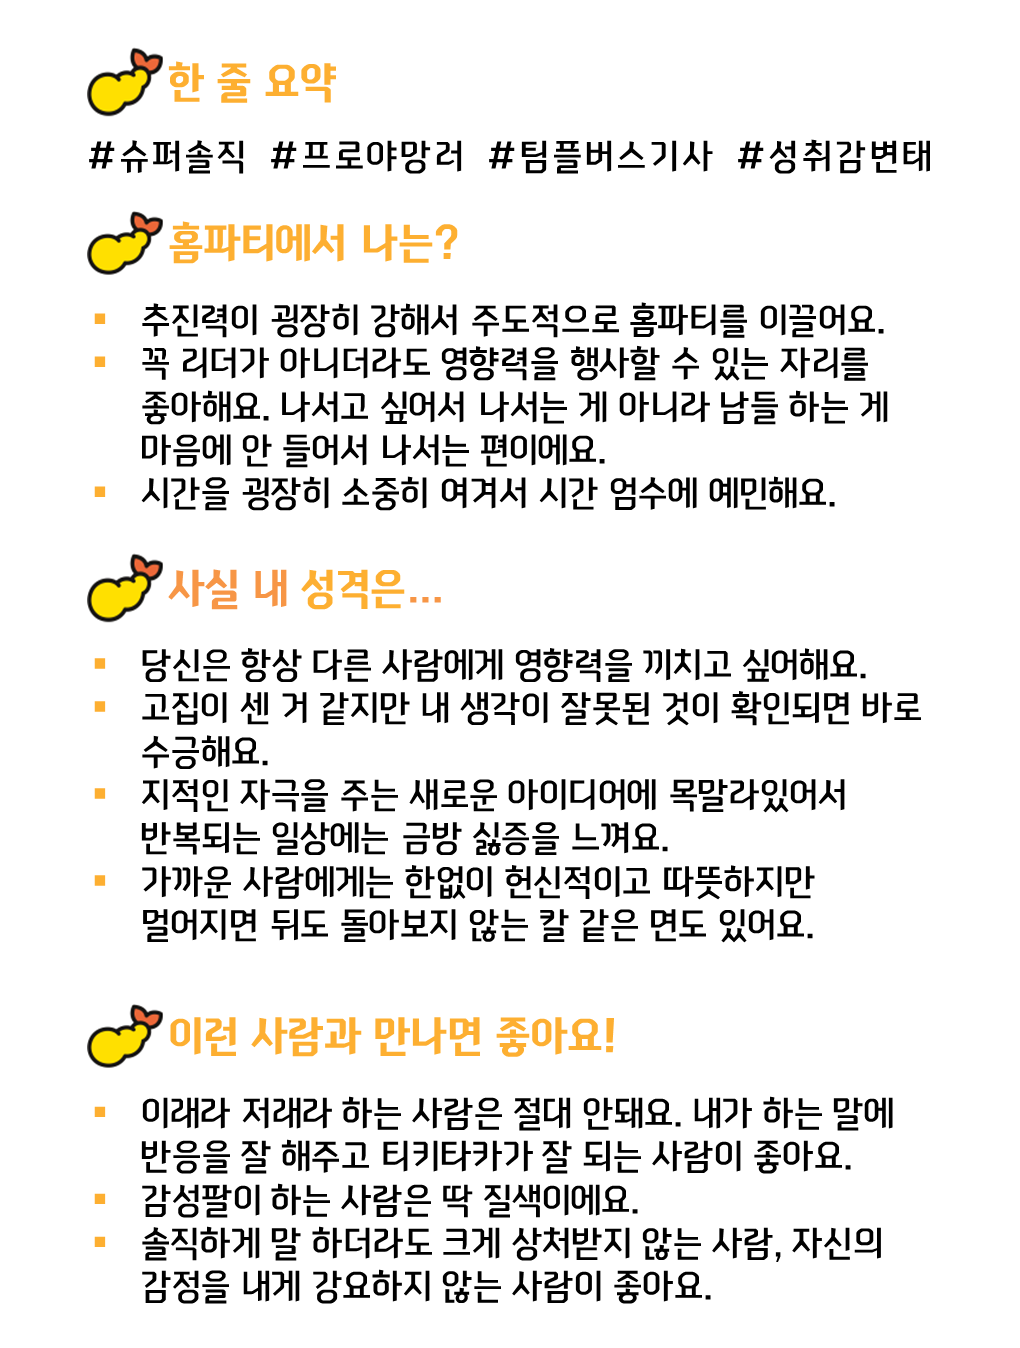 한 줄 요약
#슈퍼솔직 #프로야망러 #팀플버스기사 #성취감변태
홈파티에서 나는?
▪ 추진력이 굉장히 강해서 주도적으로 홈파티를 이끌어요.
▪ 꼭 리더가 아니더라도 영향력을 행사할 수 있는 자리를
좋아해요. 나서고 싶어서 나서는 게 아니라 남들 하는 게
마음에 안 들어서 나서는 편이에요.
▪ 시간을 굉장히 소중히 여겨서 시간 엄수에 예민해요.
사실 내 성격은...
▪ 당신은 항상 다른 사람에게 영향력을 끼치고 싶어해요.
▪ 고집이 센 거 같지만 내 생각이 잘못된 것이 확인되면 바로
수긍해요.
▪ 지적인 자극을 주는 새로운 아이디어에 목말라있어서
반복되는 일상에는 금방 싫증을 느껴요.
▪ 가까운 사람에게는 한없이 헌신적이고 따뜻하지만
멀어지면 뒤도 돌아보지 않는 칼 같은 면도 있어요.
이런 사람과 만나면 좋아요!
▪ 이래라 저래라 하는 사람은 절대 안돼요. 내가 하는 말에
반응을 잘 해주고 티키타카가 잘 되는 사람이 좋아요.
▪ 감성팔이 하는 사람은 딱 질색이에요.
▪ 솔직하게 말 하더라도 크게 상처받지 않는 사람, 자신의
감정을 내게 강요하지 않는 사람이 좋아요.